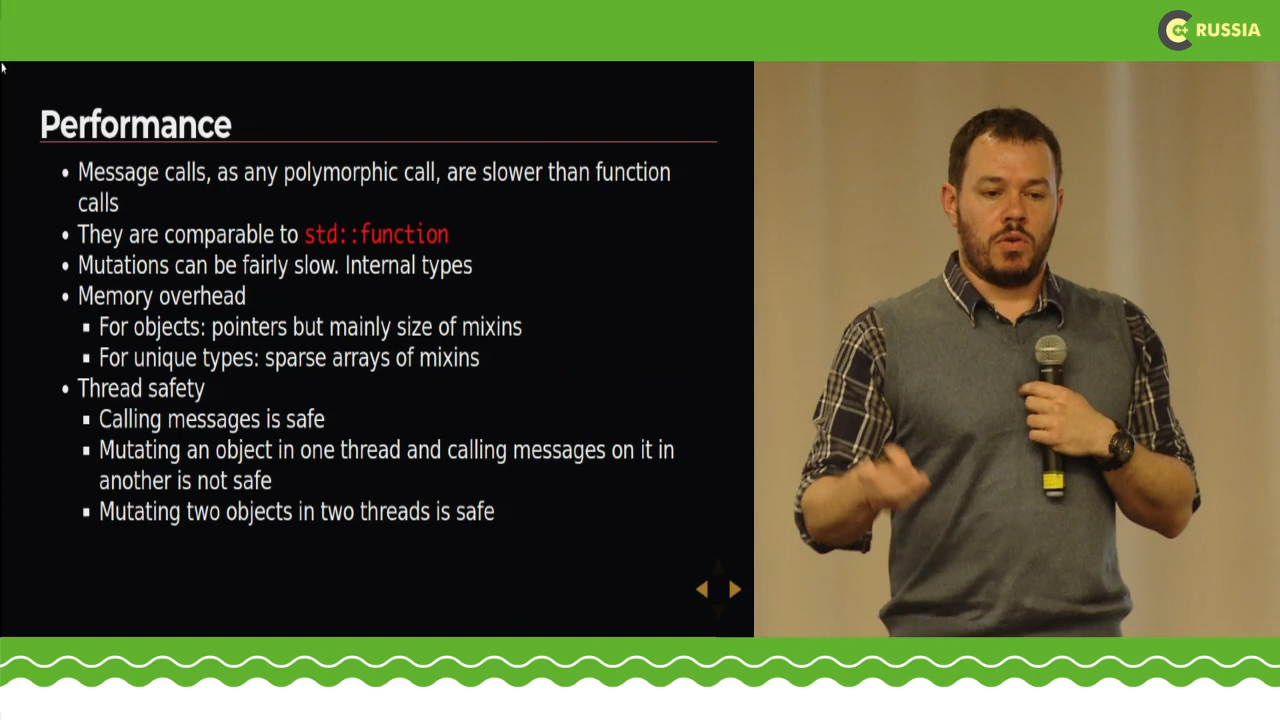 C++ RUSSIA
Performance
• Message calls, as any polymorphic call, are slower than function
calls
• They are comparable to std::function
• Mutations can be fairly slow. Internal types
• Memory overhead
▪ For objects: pointers but mainly size of mixins
▪ For unique types: sparse arrays of mixins
• Thread safety
▪ Calling messages is safe
▪ Mutating an object in one thread and calling messages on it in
another is not safe
▪ Mutating two objects in two threads is safe